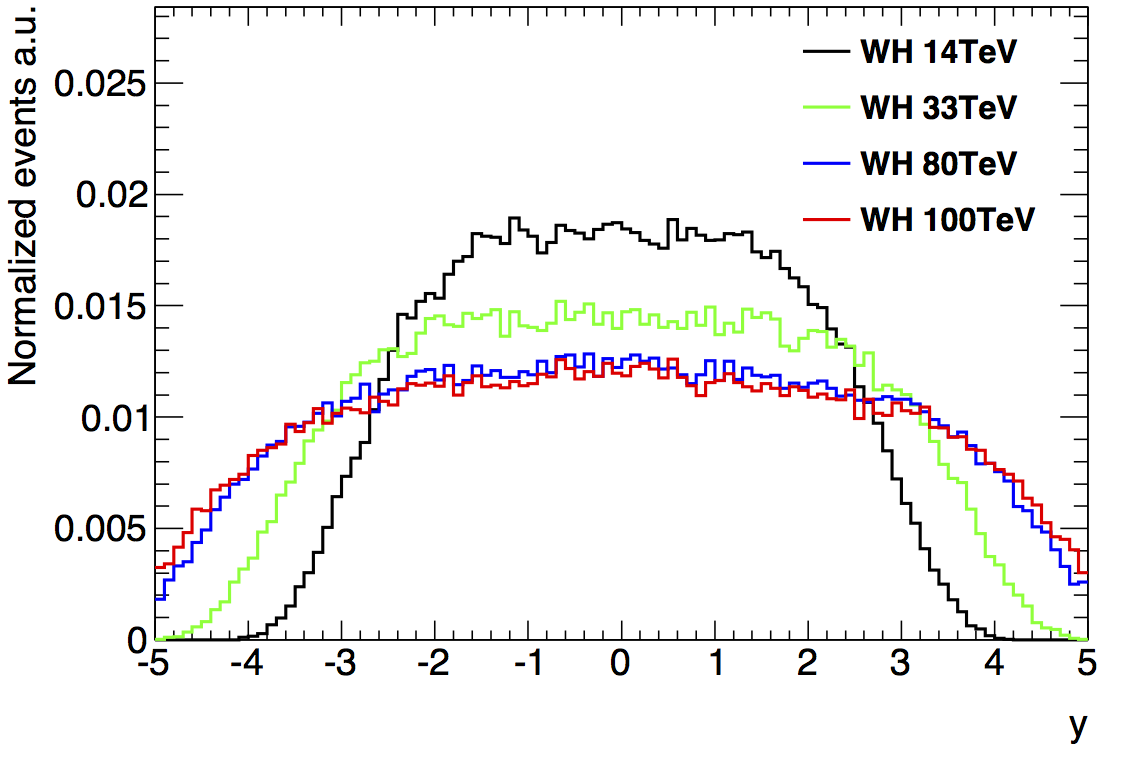 Normalized events a.u.
WH 14TeV
WH 33TeV
WH 80TeV
WH 100TeV
0.025
0.02
0.015
0.01
0.005
0
-5 -4 -3 -2 -1 0 1 2 3 4 5
y